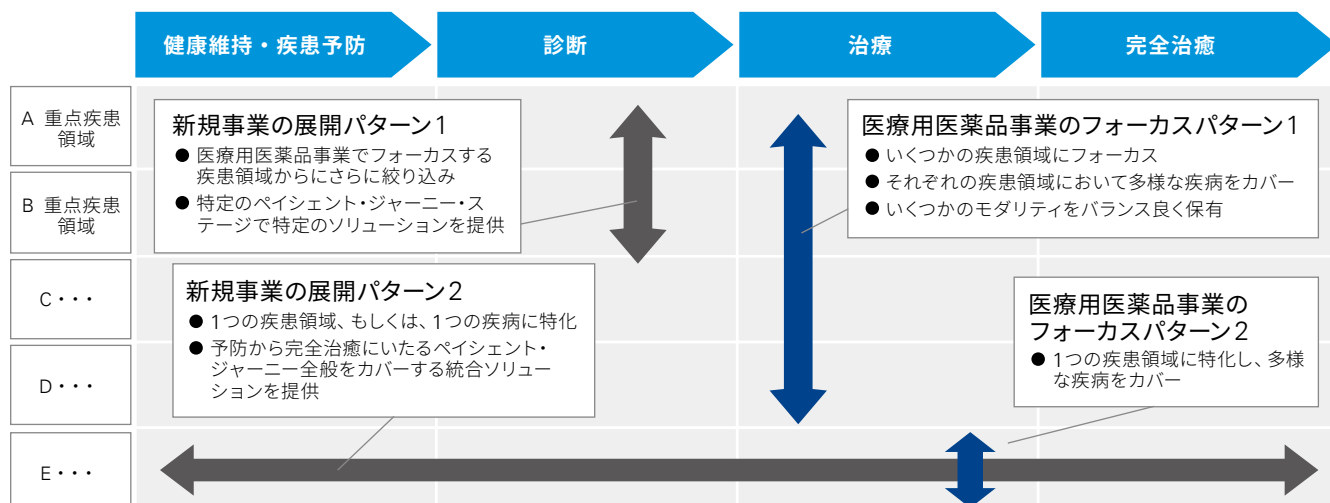 健康維持・疾患予防
診断
治療
完全治癒
A 重点疾患
領域
B 重点疾患
領域
C・・・
D・・・
E・・・
新規事業の展開パターン1
● 医療用医薬品事業でフォーカスする
疾患領域からにさらに絞り込み
● 特定のペイシェント・ジャーニー・ス
テージで特定のソリューションを提供
医療用医薬品事業のフォーカスパターン1
● いくつかの疾患領域にフォーカス
● それぞれの疾患領域において多様な疾病をカバー
● いくつかのモダリティをバランス良く保有
新規事業の展開パターン2
● 1つの疾患領域、もしくは、1つの疾病に特化
● 予防から完全治癒にいたるペイシェント・
ジャーニー全般をカバーする統合ソリュー
ションを提供
医療用医薬品事業の
フォーカスパターン2
● 1つの疾患領域に特化し、多様
な疾病をカバー